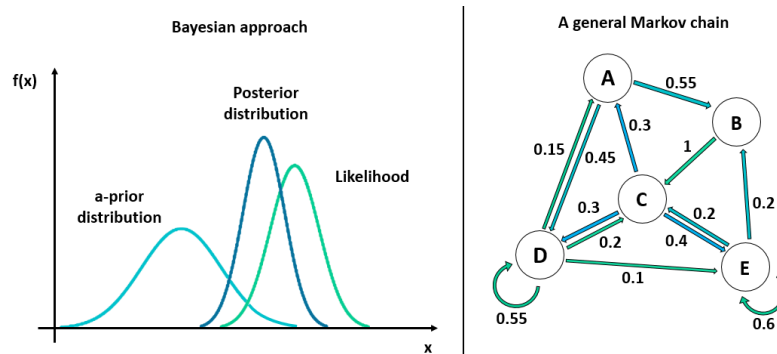 Bayesian approach
f(x)
Posterior
distribution
Likelihood
a-prior
distribution
x
A general Markov chain
A
0.55
B
0.3
0.15
0.45
1
C
0.3
0.2
0.2
0.2
0.4
D
E
0.1
0.55
0.6